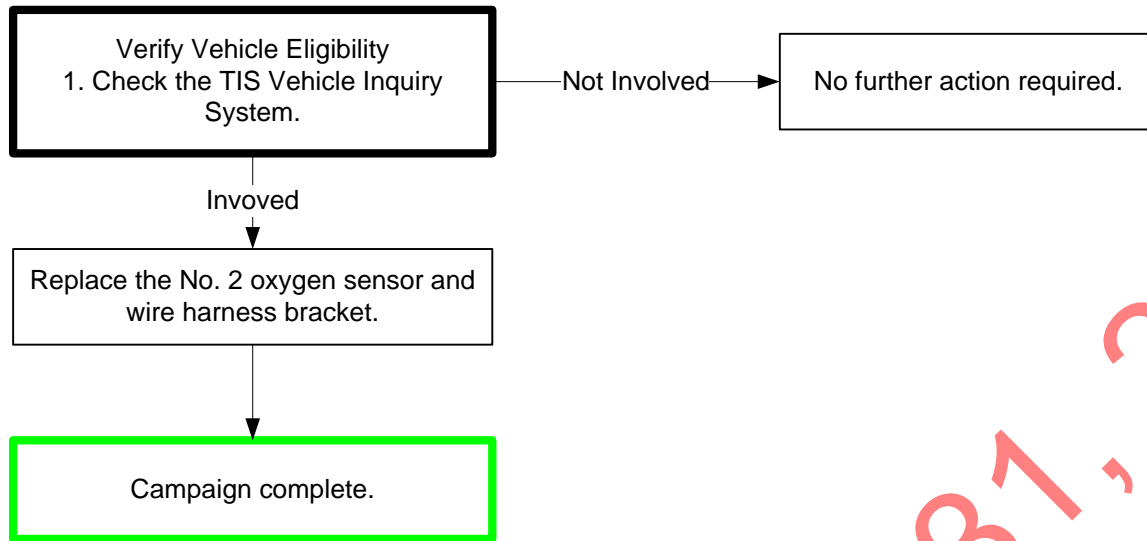 Verify Vehicle Eligibility
1. Check the TIS Vehicle Inquiry
System.
Not Involved
No further action required.
Invoved
Replace the No. 2 oxygen sensor and
wire harness bracket.
Campaign complete.
31,